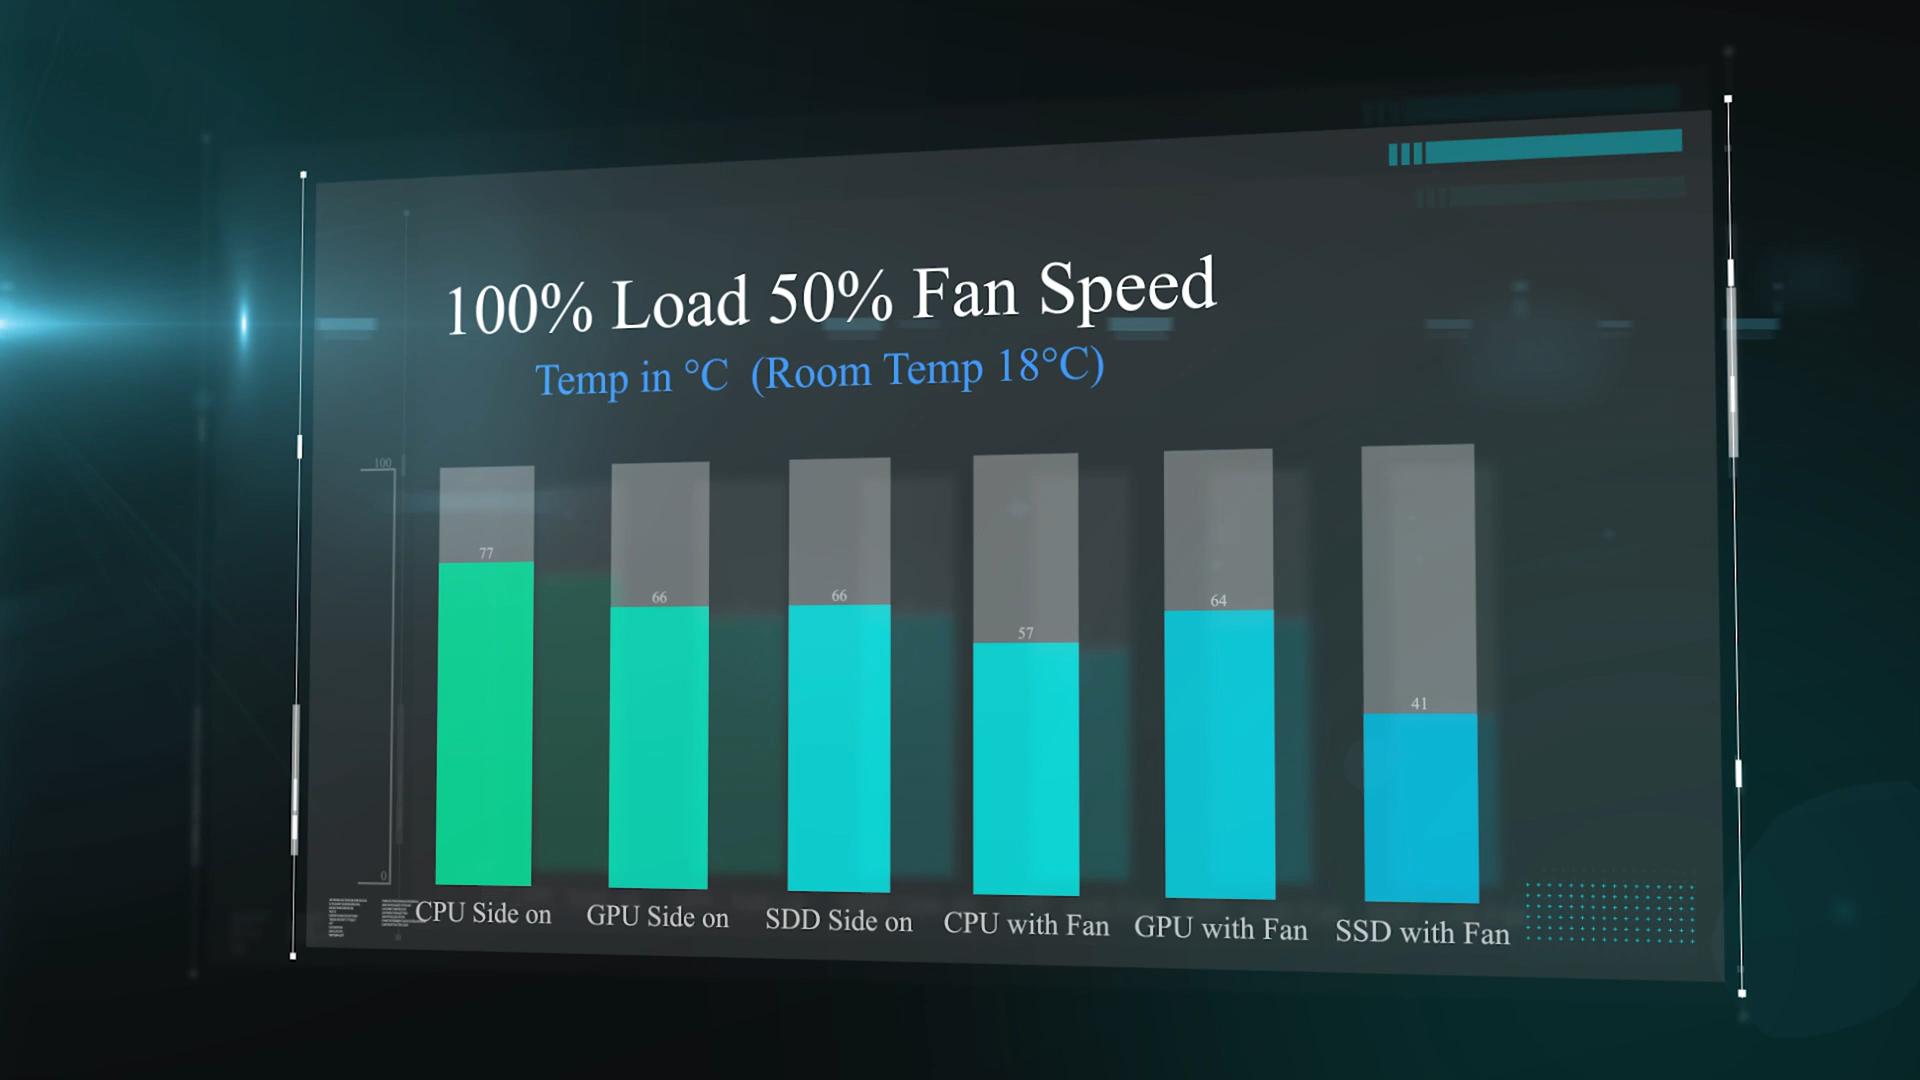 100% Load 50% Fan Speed
Temp in °C (Room Temp 18°C)
100
77
66
66
57
64
41
0
CPU Side on
GPU Side on
SDD Side on
CPU with Fan
GPU with Fan
SSD with Fan